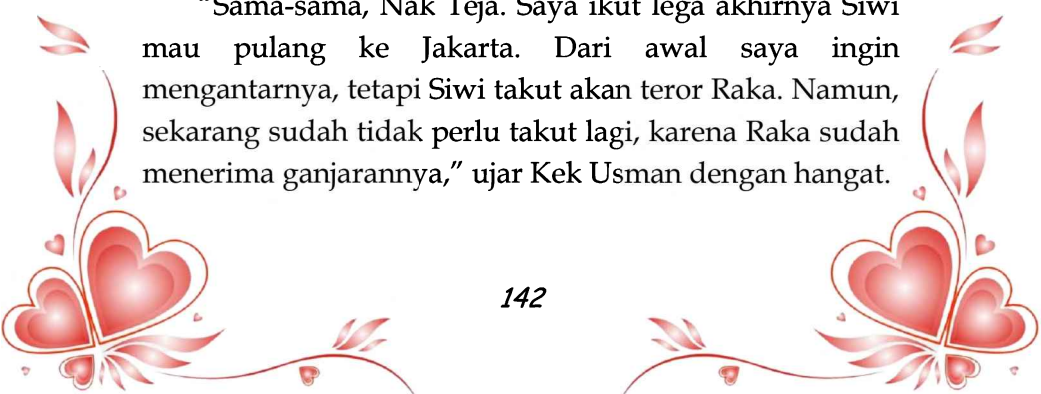 “Sama-sama, Nak Teja. Saya ikut lega akhirnya Siwi
mau pulang ke Jakarta. Dari awal saya ingin
mengantarnya, tetapi Siwi takut akan teror Raka. Namun,
sekarang sudah tidak perlu takut lagi, karena Raka sudah
menerima ganjarannya,” ujar Kek Usman dengan hangat.
142